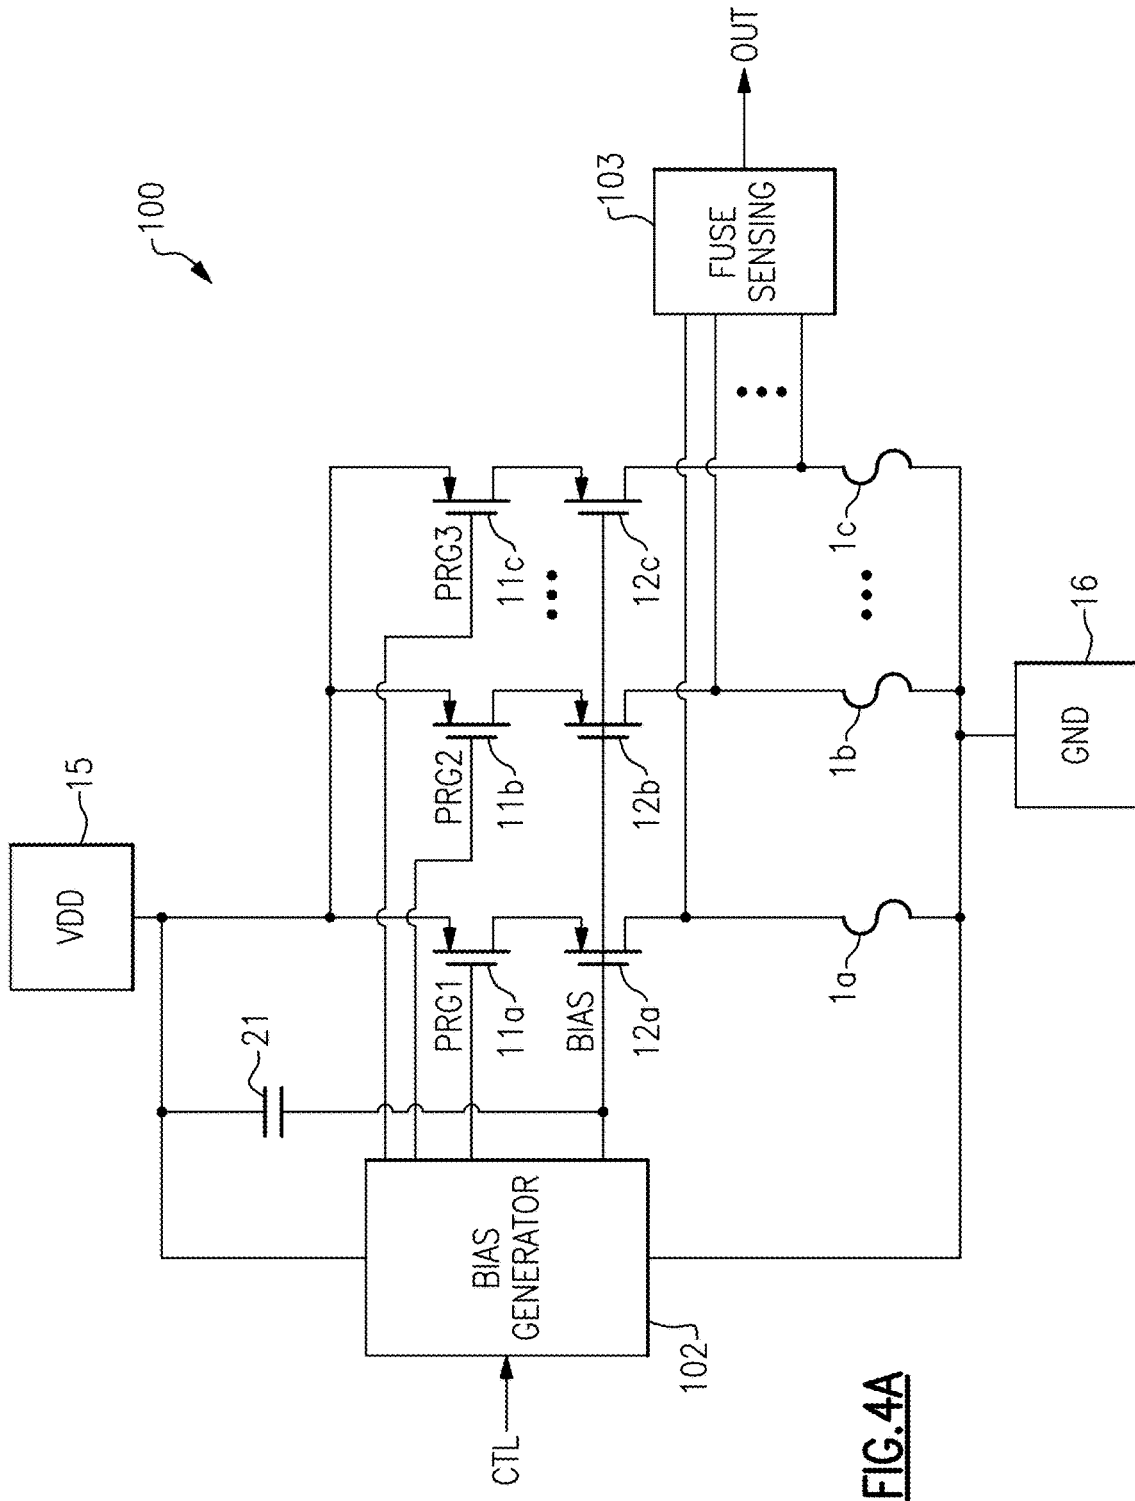 100
VDD
15
21
PRG1
PRG2
PRG3
11a
11b
11c
BIAS
12a
12b
12c
CTL
BIAS
GENERATOR
102
FUSE
SENSING
103
OUT
1a
1b
1c
GND
16
FIG.4A